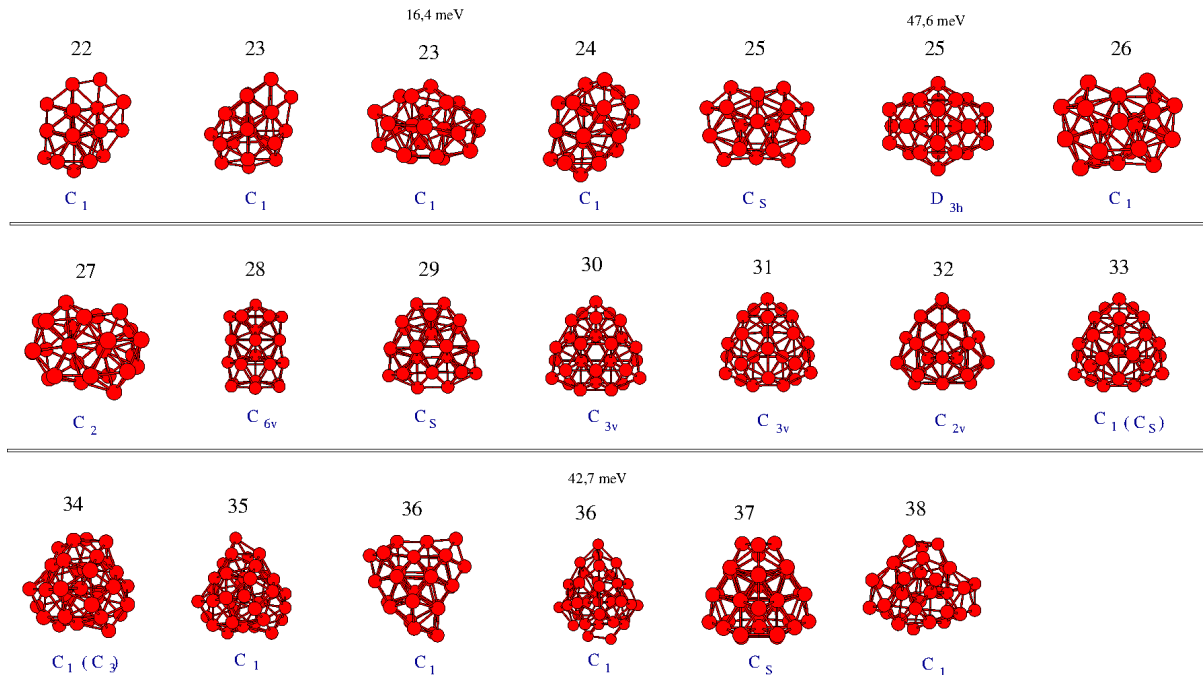 16,4 meV 47,6 meV
22 23 23 24 25 25 26
C 1 C 1 C 1 C 1 C S D 3h C 1
27 28 29 30 31 32 33
C 2 C 6v C S C 3v C 3v C 2v C 1 ( C S )
42,7 meV
34 35 36 36 37 38
C 1 ( C 3 ) C 1 C 1 C 1 C S C 1